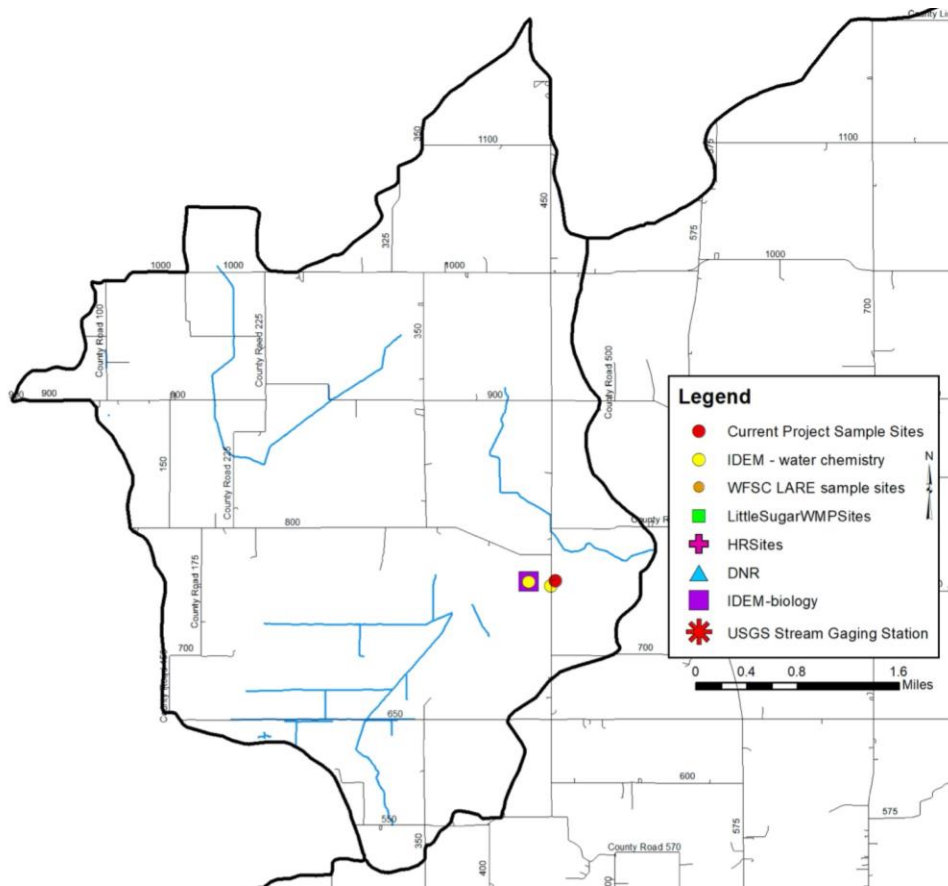 County Li
1100
1100
350
575
450
325
575
1000
1000
1000
1000
County Road 100
County Road 225
350
700
County Road 500
900
900
900
Legend
Current Project Sample Sites
IDEM - water chemistry
N
WFSC LARE sample sites
LittleSugarWMPSites
HRSites
DNR
IDEM-biology
USGS Stream Gaging Station
150
County Road 225
800
County R
County Road 175
700
700
0 0.4 0.8 1.6
Miles
650
600
550
575
575
350
400
County Road 570